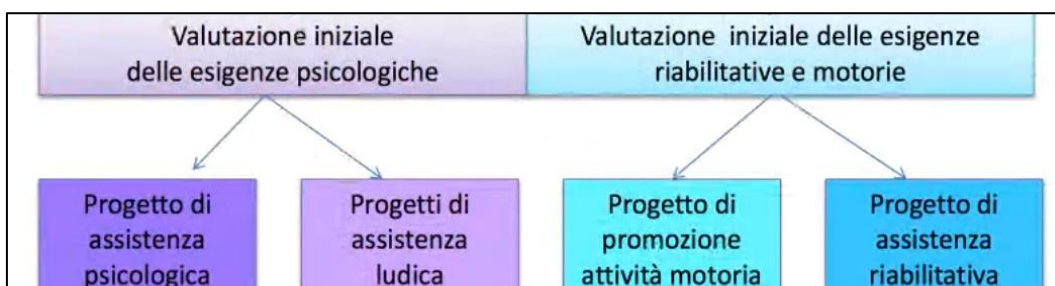 Valutazione iniziale
delle esigenze psicologiche
Valutazione iniziale delle esigenze
riabilitative e motorie
Progetto di
assistenza
psicologica
Progetti di
assistenza
ludica
Progetto di
promozione
attività motoria
Progetto di
assistenza
riabilitativa